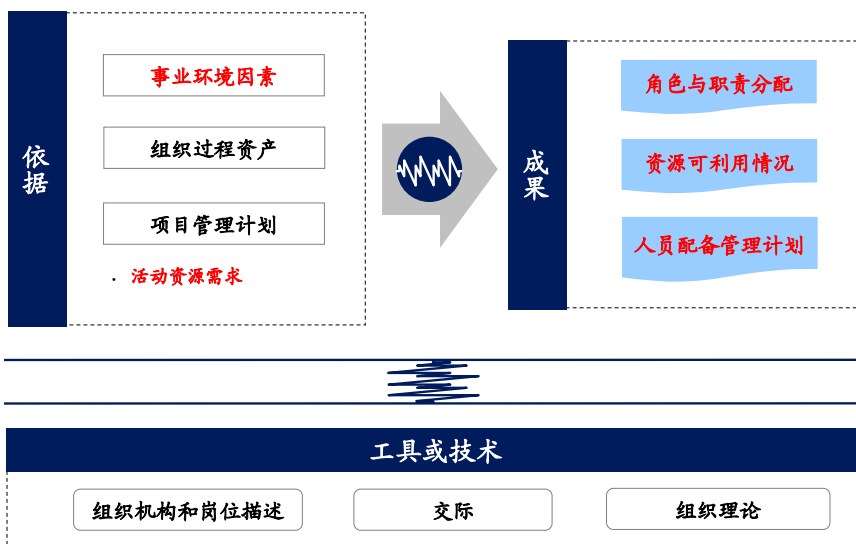 依据
事业环境因素
组织过程资产
项目管理计划
· 活动资源需求
成果
角色与职责分配
资源可利用情况
人员配备管理计划
工具或技术
组织机构和岗位描述
交际
组织理论